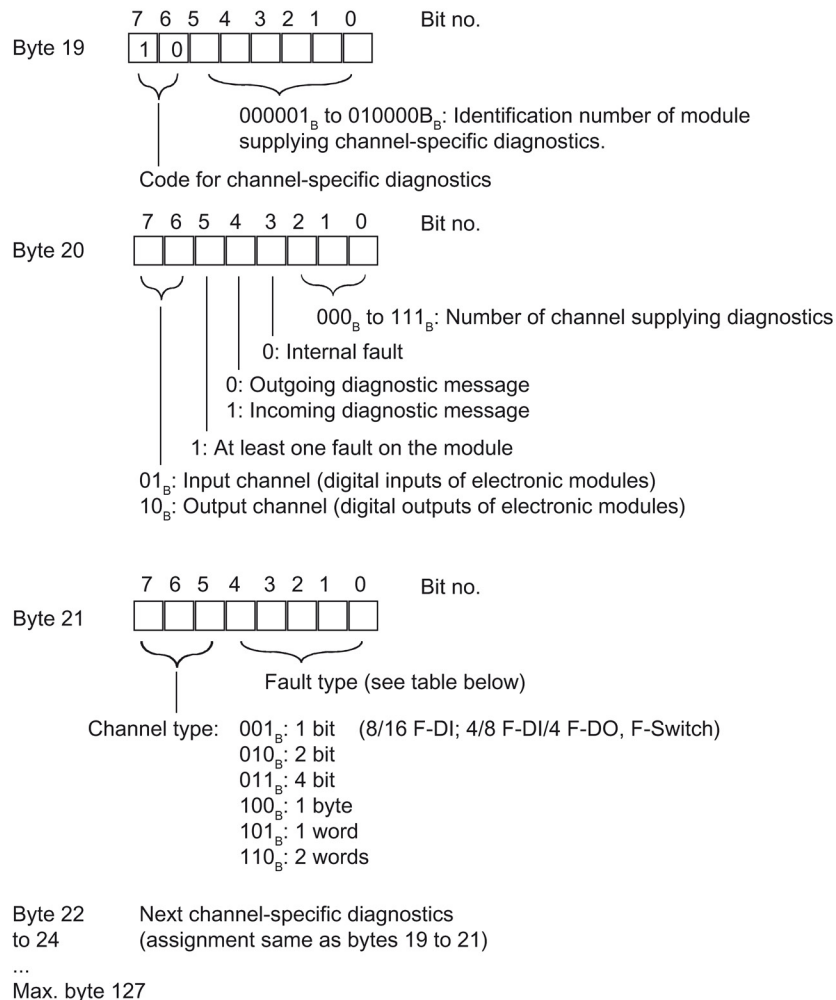 7 6 5 4 3 2 1 0 Bit no.
Byte 19 1 0
000001B to 010000BB: Identification number of module
supplying channel-specific diagnostics.
Code for channel-specific diagnostics
7 6 5 4 3 2 1 0 Bit no.
Byte 20
000B to 111B: Number of channel supplying diagnostics
0: Internal fault
0: Outgoing diagnostic message
1: Incoming diagnostic message
1: At least one fault on the module
01B: Input channel (digital inputs of electronic modules)
10B: Output channel (digital outputs of electronic modules)
7 6 5 4 3 2 1 0 Bit no.
Byte 21
Fault type (see table below)
Channel type: 001B: 1 bit (8/16 F-DI; 4/8 F-DI/4 F-DO, F-Switch)
010B: 2 bit
011B: 4 bit
100B: 1 byte
101B: 1 word
110B: 2 words
Byte 22 Next channel-specific diagnostics
to 24 (assignment same as bytes 19 to 21)
...
Max. byte 127